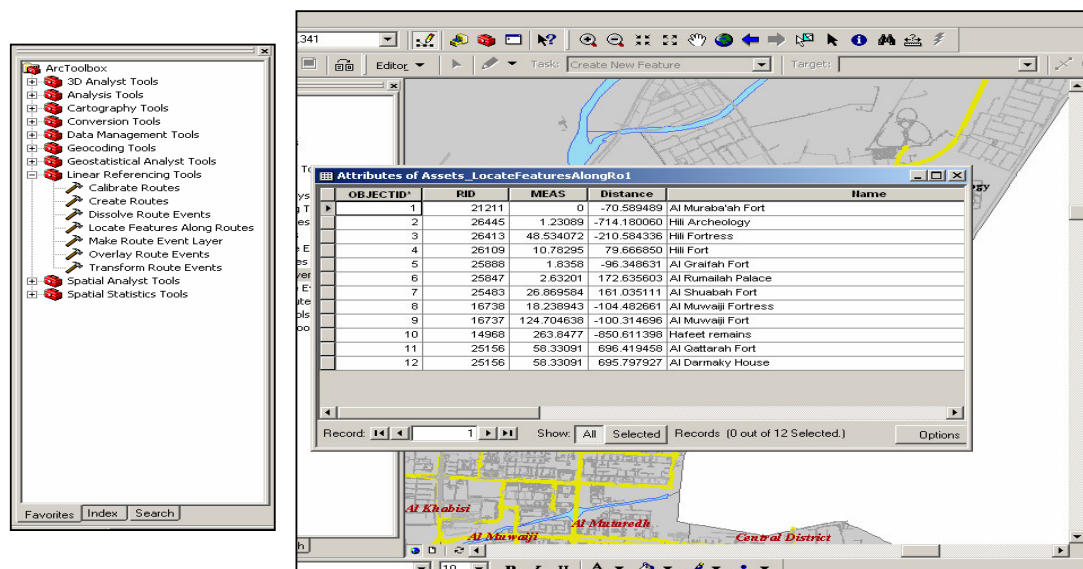 ArcToolbox
3D Analyst Tools
Analysis Tools
Cartography Tools
Conversion Tools
Data Management Tools
Geocoding Tools
Geostatistical Analyst Tools
Linear Referencing Tools
Calibrate Routes
Create Routes
Dissolve Route Events
Locate Features Along Routes
Make Route Event Layer
Overlay Route Events
Transform Route Events
Spatial Analyst Tools
Spatial Statistics Tools
Favorites Index Search
,341
Editor Task: Create New Feature Target:
Attributes of Assets_LocateFeaturesAlongRo1
OBJECTID* RID MEAS Distance Name
1 21211 0 -70.589489 Al Muraba'ah Fort
2 26445 1.23089 -714.180060 Hili Archeology
3 26413 48.534072 -210.584336 Hili Fortress
4 26109 10.78295 79.666850 Hili Fort
5 25888 1.8358 -96.348631 Al Graifah Fort
6 25847 2.63201 172.635603 Al Rumailah Palace
7 25483 26.869584 161.035111 Al Shuabah Fort
8 16738 18.238943 -104.482661 Al Muwaiji Fortress
9 16737 124.704638 -100.314696 Al Muwaiji Fort
10 14968 263.8477 -850.611398 Hafeet remains
11 25156 58.33091 696.419458 Al Qattarah Fort
12 25156 58.33091 695.797927 Al Darmaky House
Record: 1 Show: All Selected Records (0 out of 12 Selected.) Options
Al Khabisi
Al Mutaredh
Al Muwaiji
Central District